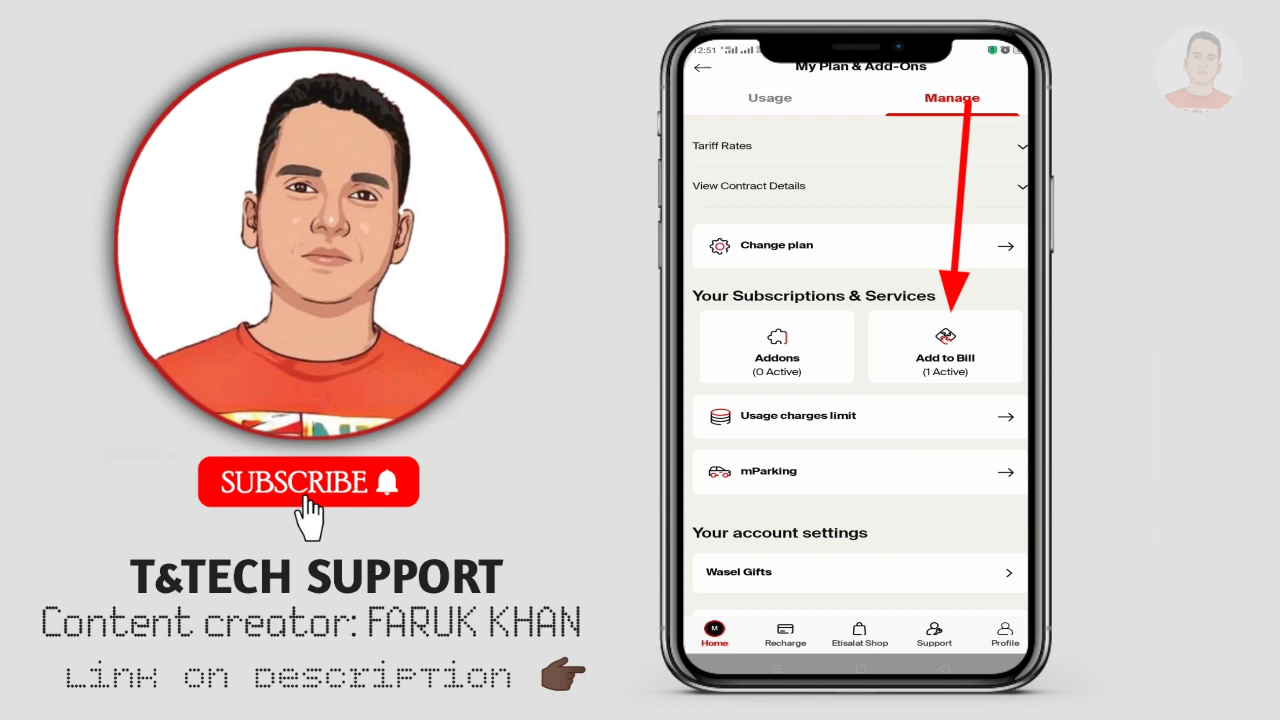 SUBSCRIBE
T&TECH SUPPORT
Content creator: FARUK KHAN
Link on Description
12:51
My Plan & Add-Ons
Usage
Manage
Tariff Rates
View Contract Details
Change plan
Your Subscriptions & Services
Addons
(0 Active)
Add to Bill
(1 Active)
Usage charges limit
mParking
Your account settings
Wasel Gifts
M
Home
Recharge
Etisalat Shop
Support
Profile